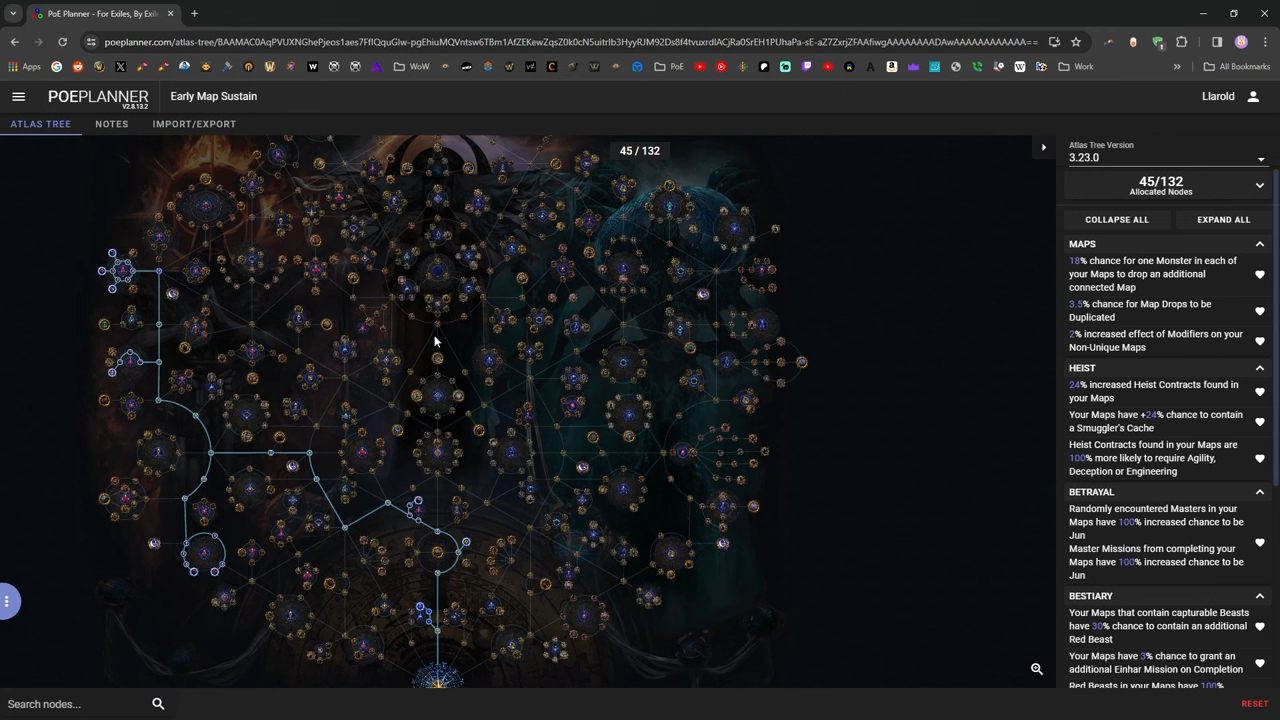 PoE Planner - For Exiles, By Exil
poeplanner.com/atlas-tree/
Apps
WoW
PoE
Work
All Bookmarks
POEPLANNER
V2.8.13.2
Early Map Sustain
Llarold
ATLAS TREE
NOTES
IMPORT/EXPORT
45 / 132
Atlas Tree Version
3.23.0
45/132
Allocated Nodes
COLLAPSE ALL
EXPAND ALL
MAPS
18% chance for one Monster in each of
your Maps to drop an additional
connected Map
3.5% chance for Map Drops to be
Duplicated
2% increased effect of Modifiers on your
Non-Unique Maps
HEIST
24% increased Heist Contracts found in
your Maps
Your Maps have +24% chance to contain
a Smuggler's Cache
Heist Contracts found in your Maps are
100% more likely to require Agility,
Deception or Engineering
BETRAYAL
Randomly encountered Masters in your
Maps have 100% increased chance to be
Jun
Master Missions from completing your
Maps have 100% increased chance to be
Jun
BESTIARY
Your Maps that contain capturable Beasts
have 30% chance to contain an additional
Red Beast
Your Maps have 3% chance to grant an
additional Einhar Mission on Completion
Red Beasts in your Maps have 100%
Search nodes...
RESET